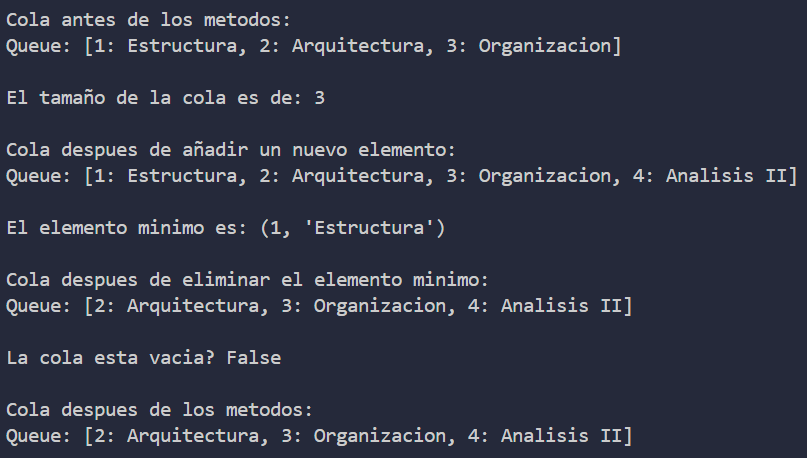 Cola antes de los metodos:
Queue: [1: Estructura, 2: Arquitectura, 3: Organizacion]
El tamaño de la cola es de: 3
Cola despues de añadir un nuevo elemento:
Queue: [1: Estructura, 2: Arquitectura, 3: Organizacion, 4: Analisis II]
El elemento minimo es: (1, 'Estructura')
Cola despues de eliminar el elemento minimo:
Queue: [2: Arquitectura, 3: Organizacion, 4: Analisis II]
La cola esta vacia? False
Cola despues de los metodos:
Queue: [2: Arquitectura, 3: Organizacion, 4: Analisis II]